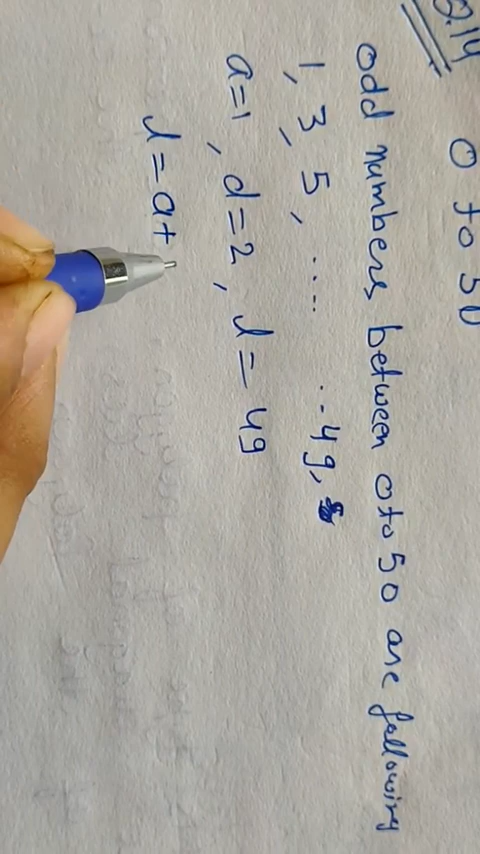 Q.14
0 to 50
odd numbers between 0 to 50 are following
1, 3, 5, .... ..49,
a=1, d=2, l=49
l=a+